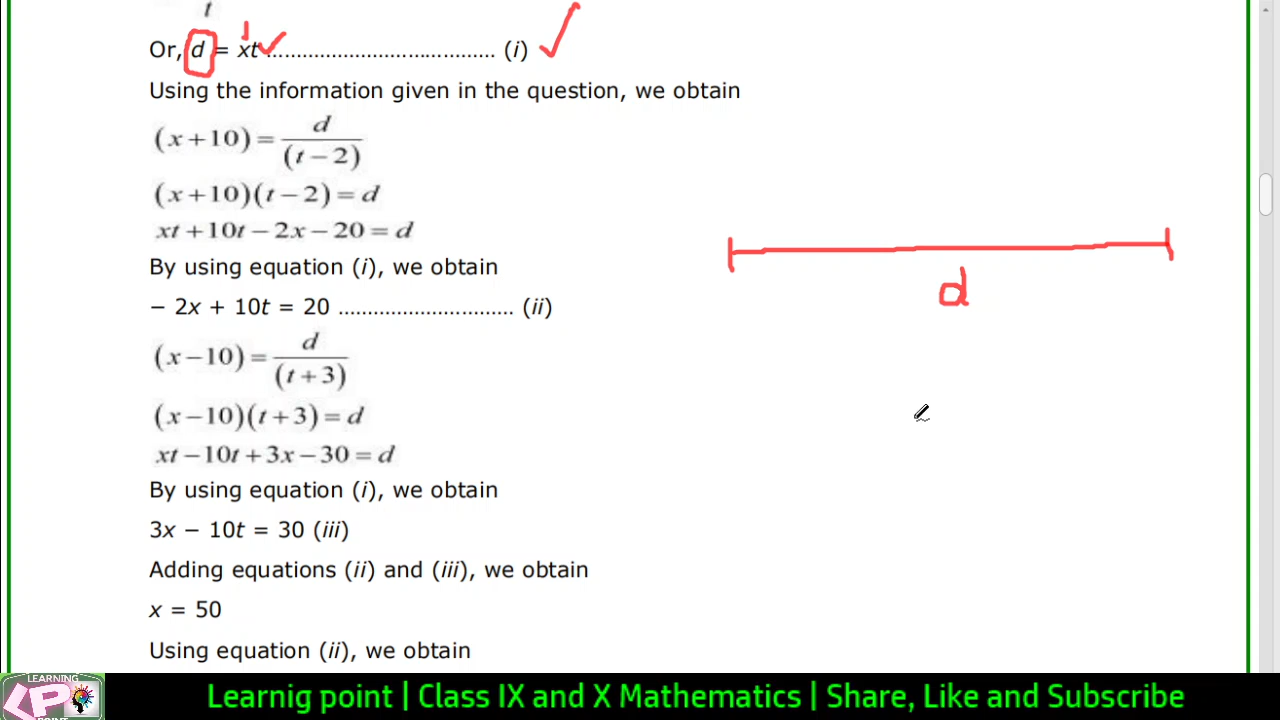 t
Or, d = xt ....................................... (i)
Using the information given in the question, we obtain
(x+10) = d/(t−2)
(x+10)(t−2) = d
xt+10t−2x−20 = d
By using equation (i), we obtain
d
− 2x + 10t = 20 .............................. (ii)
(x−10) = d/(t+3)
(x−10)(t+3) = d
xt−10t+3x−30 = d
By using equation (i), we obtain
3x − 10t = 30 (iii)
Adding equations (ii) and (iii), we obtain
x = 50
Using equation (ii), we obtain
LEARNING
POINT
Learnig point | Class IX and X Mathematics | Share, Like and Subscribe